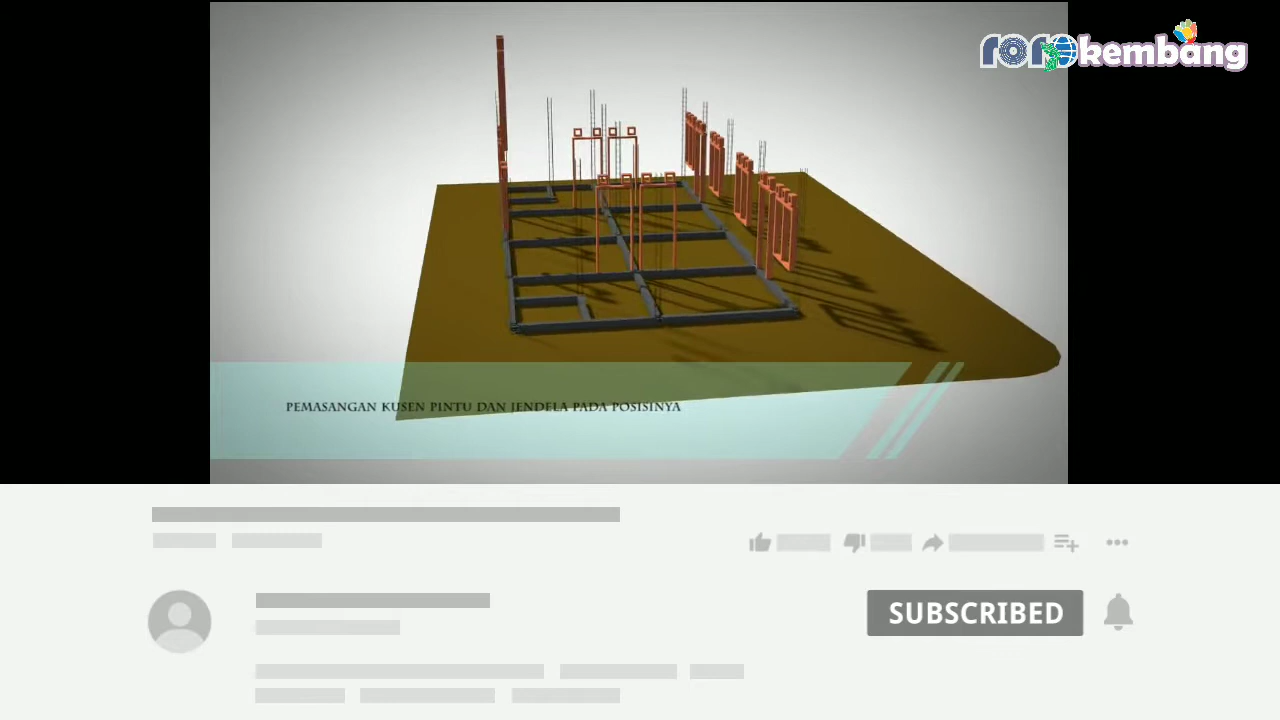 rorokembang
PEMASANGAN KUSEN PINTU DAN JENDELA PADA POSISINYA
SUBSCRIBED